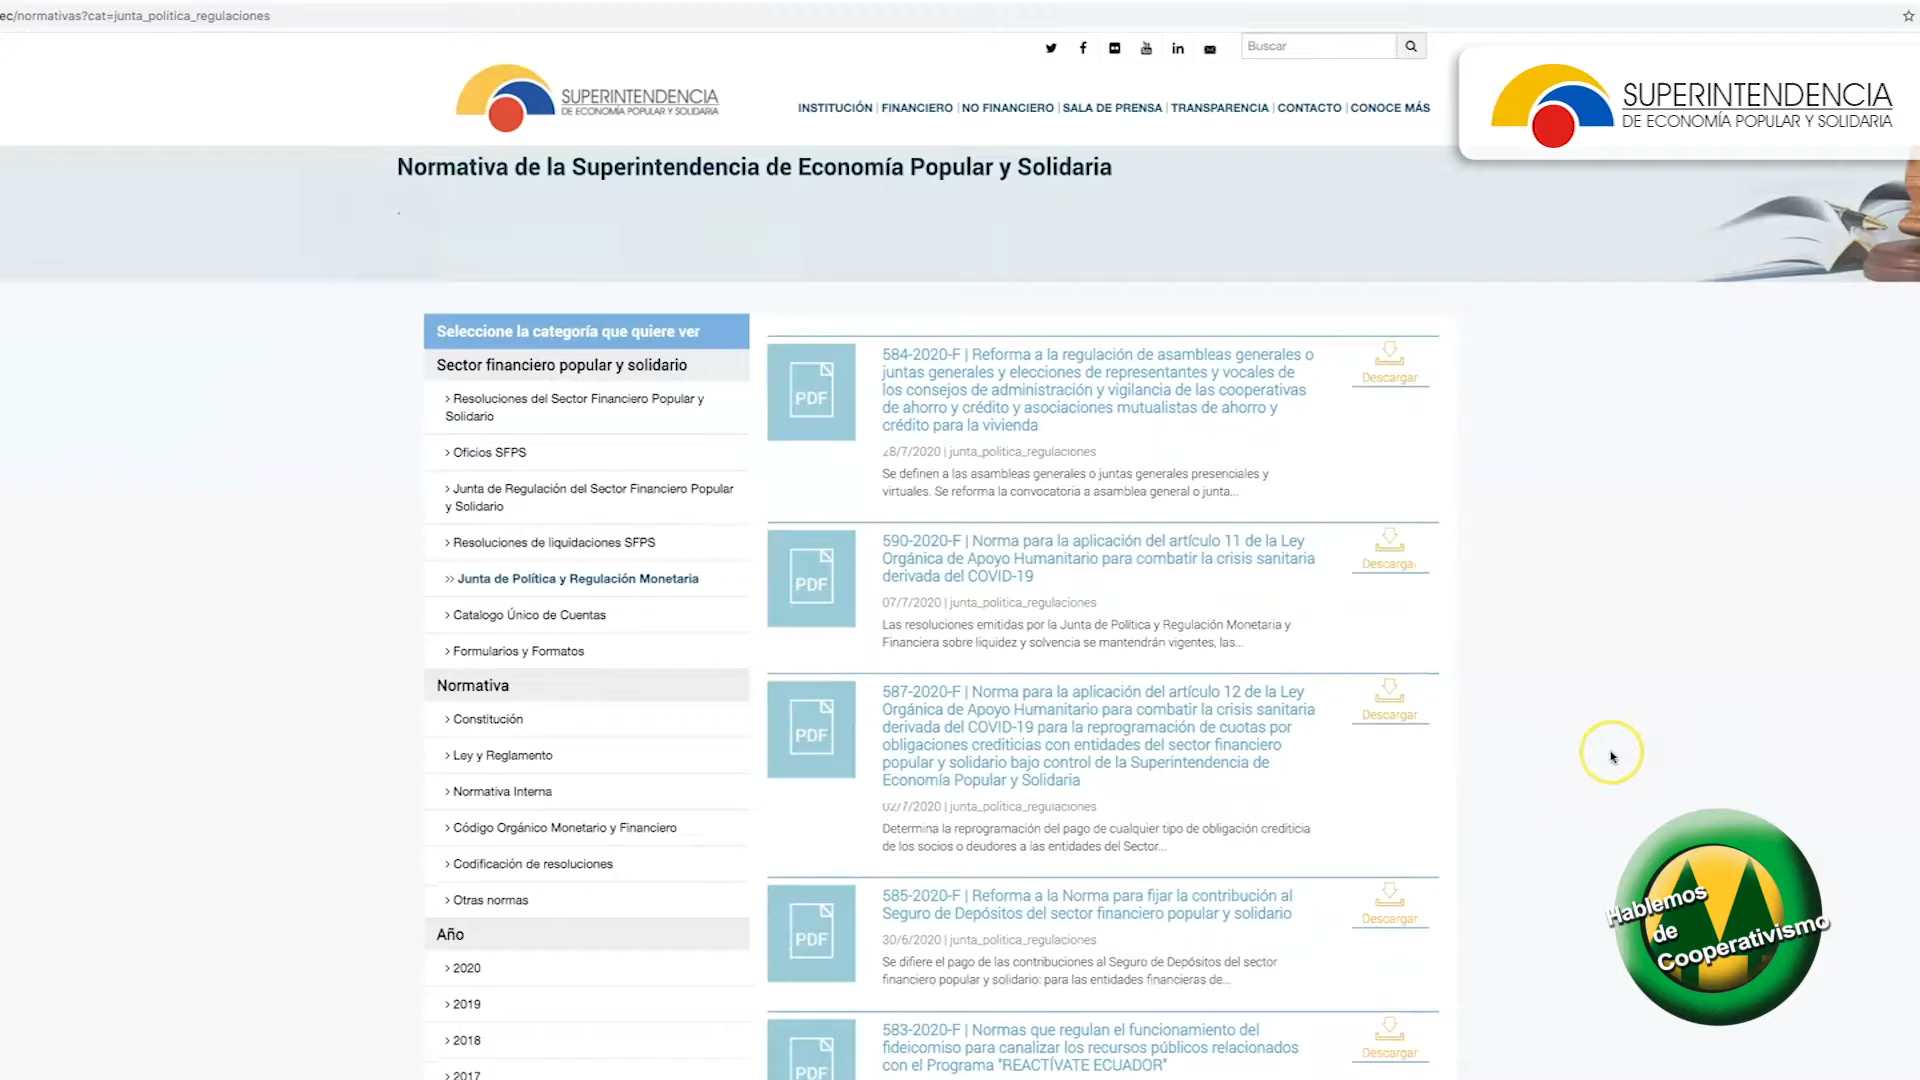 ec/normativas?cat=junta_politica_regulaciones
Buscar
SUPERINTENDENCIA
DE ECONOMÍA POPULAR Y SOLIDARIA
INSTITUCIÓN | FINANCIERO | NO FINANCIERO | SALA DE PRENSA | TRANSPARENCIA | CONTACTO | CONOCE MÁS
SUPERINTENDENCIA
DE ECONOMÍA POPULAR Y SOLIDARIA
Normativa de la Superintendencia de Economía Popular y Solidaria
.
Seleccione la categoría que quiere ver
Sector financiero popular y solidario
> Resoluciones del Sector Financiero Popular y
Solidario
> Oficios SFPS
> Junta de Regulación del Sector Financiero Popular
y Solidario
> Resoluciones de liquidaciones SFPS
>> Junta de Política y Regulación Monetaria
> Catalogo Único de Cuentas
> Formularios y Formatos
Normativa
> Constitución
> Ley y Reglamento
> Normativa Interna
> Código Orgánico Monetario y Financiero
> Codificación de resoluciones
> Otras normas
Año
> 2020
> 2019
> 2018
> 2017
PDF
584-2020-F | Reforma a la regulación de asambleas generales o
juntas generales y elecciones de representantes y vocales de
los consejos de administración y vigilancia de las cooperativas
de ahorro y crédito y asociaciones mutualistas de ahorro y
crédito para la vivienda
28/7/2020 | junta_politica_regulaciones
Se definen a las asambleas generales o juntas generales presenciales y
virtuales. Se reforma la convocatoria a asamblea general o junta...
Descargar
PDF
590-2020-F | Norma para la aplicación del artículo 11 de la Ley
Orgánica de Apoyo Humanitario para combatir la crisis sanitaria
derivada del COVID-19
07/7/2020 | junta_politica_regulaciones
Las resoluciones emitidas por la Junta de Política y Regulación Monetaria y
Financiera sobre liquidez y solvencia se mantendrán vigentes, las...
Descargar
PDF
587-2020-F | Norma para la aplicación del artículo 12 de la Ley
Orgánica de Apoyo Humanitario para combatir la crisis sanitaria
derivada del COVID-19 para la reprogramación de cuotas por
obligaciones crediticias con entidades del sector financiero
popular y solidario bajo control de la Superintendencia de
Economía Popular y Solidaria
02/7/2020 | junta_politica_regulaciones
Determina la reprogramación del pago de cualquier tipo de obligación crediticia
de los socios o deudores a las entidades del Sector...
Descargar
PDF
585-2020-F | Reforma a la Norma para fijar la contribución al
Seguro de Depósitos del sector financiero popular y solidario
30/6/2020 | junta_politica_regulaciones
Se difiere el pago de las contribuciones al Seguro de Depósitos del sector
financiero popular y solidario: para las entidades financieras de...
Descargar
PDF
583-2020-F | Normas que regulan el funcionamiento del
fideicomiso para canalizar los recursos públicos relacionados
con el Programa "REACTÍVATE ECUADOR"
Descargar
Hablemos
de
Cooperativismo